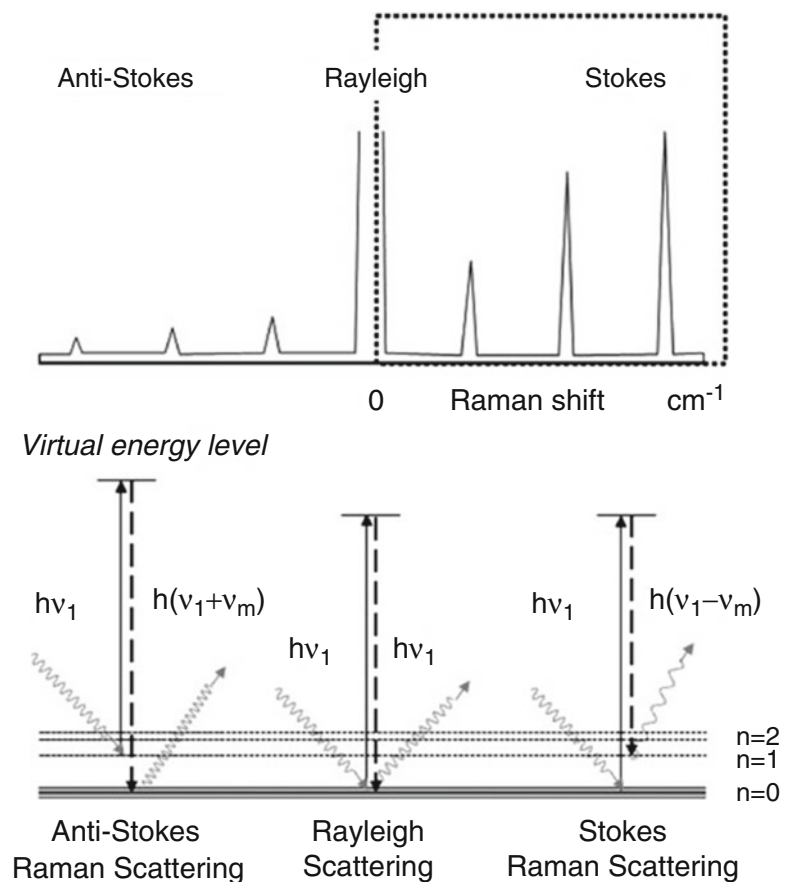 Anti-Stokes Rayleigh Stokes
0 Raman shift cm⁻¹
Virtual energy level
hν₁ h(ν₁+νₘ) hν₁ h(ν₁−νₘ)
hν₁ hν₁
n=2
n=1
n=0
Anti-Stokes Rayleigh Stokes
Raman Scattering Scattering Raman Scattering